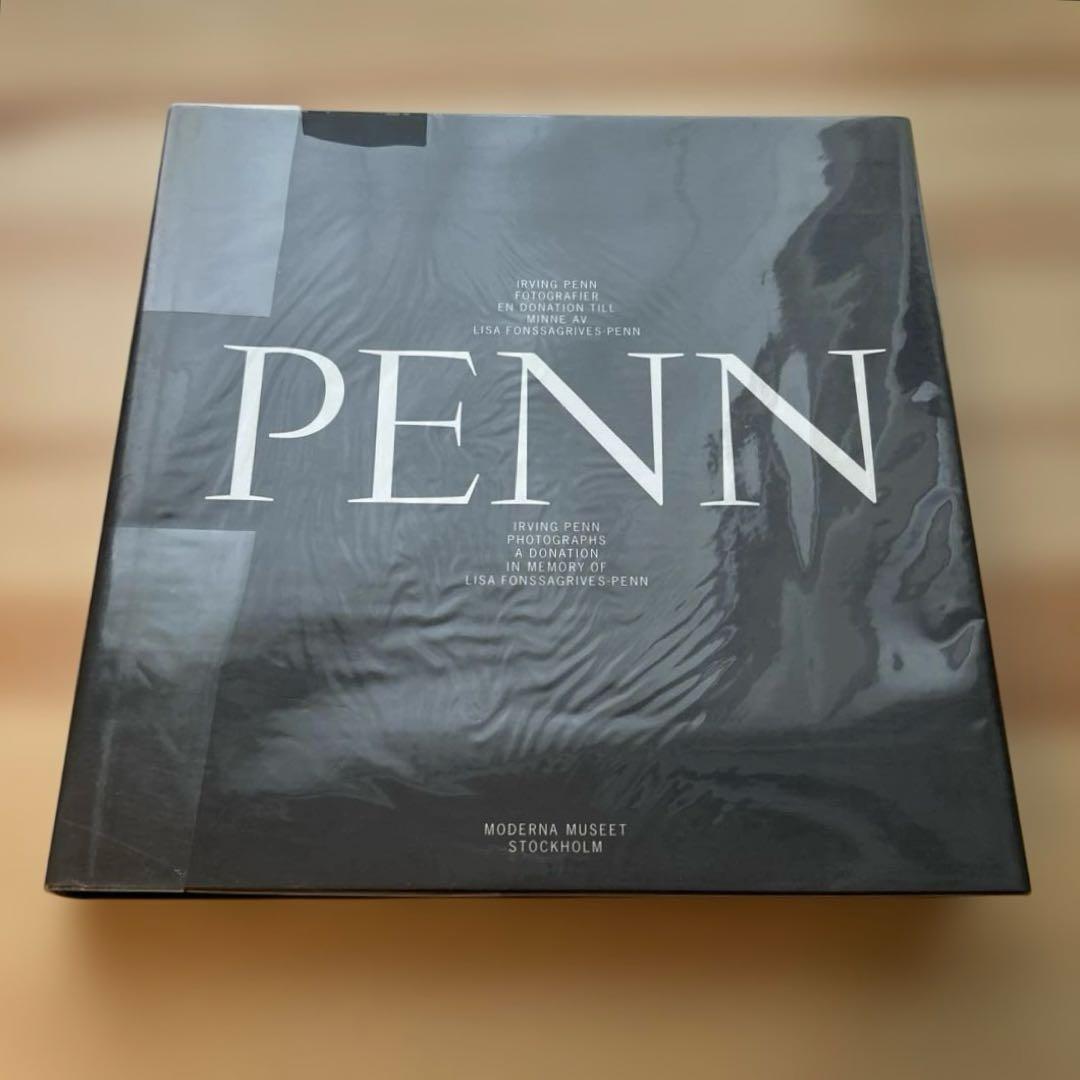 IRVING PENN
FOTOGRAFIER
EN DONATION TILL
MINNE AV
LISA FONSSAGRIVES-PENN
PENN
IRVING PENN
PHOTOGRAPHS
A DONATION
IN MEMORY OF
LISA FONSSAGRIVES-PENN
MODERNA MUSEET
STOCKHOLM